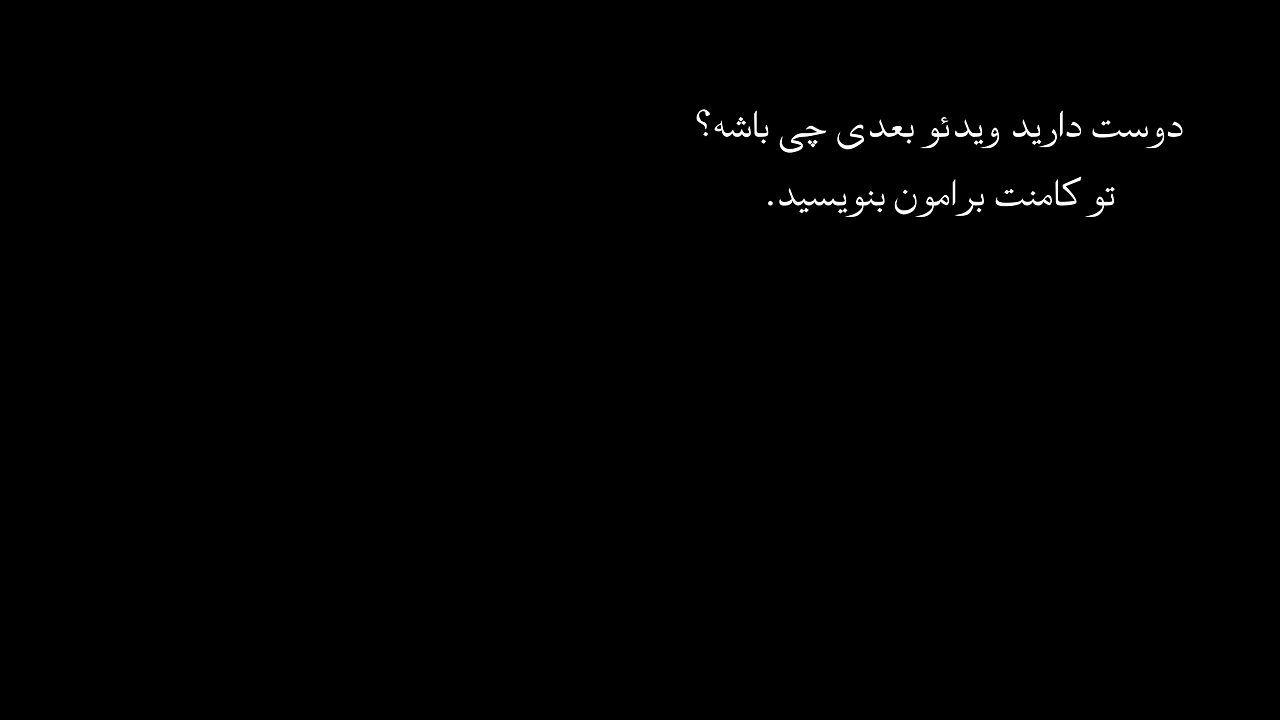 دوست دارید ویدئو بعدی چی باشه؟
تو کامنت برامون بنویسید.